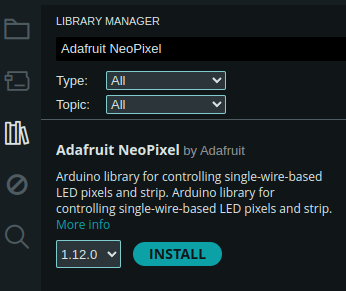 LIBRARY MANAGER
Adafruit NeoPixel
Type: All
Topic: All
Adafruit NeoPixel by Adafruit
Arduino library for controlling single-wire-based
LED pixels and strip. Arduino library for
controlling single-wire-based LED pixels and strip.
More info
1.12.0 INSTALL